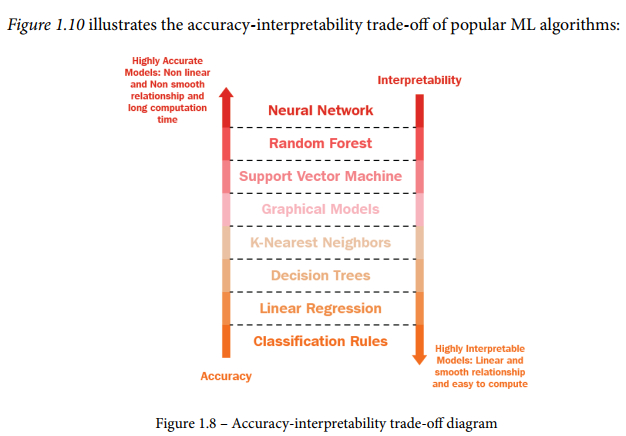 Figure 1.10 illustrates the accuracy-interpretability trade-off of popular ML algorithms:
Highly Accurate
Models: Non linear
and Non smooth
relationship and
long computation
time
Interpretability
Neural Network
Random Forest
Support Vector Machine
Graphical Models
K-Nearest Neighbors
Decision Trees
Linear Regression
Classification Rules
Accuracy
Highly Interpretable
Models: Linear and
smooth relationship
and easy to compute
Figure 1.8 – Accuracy-interpretability trade-off diagram